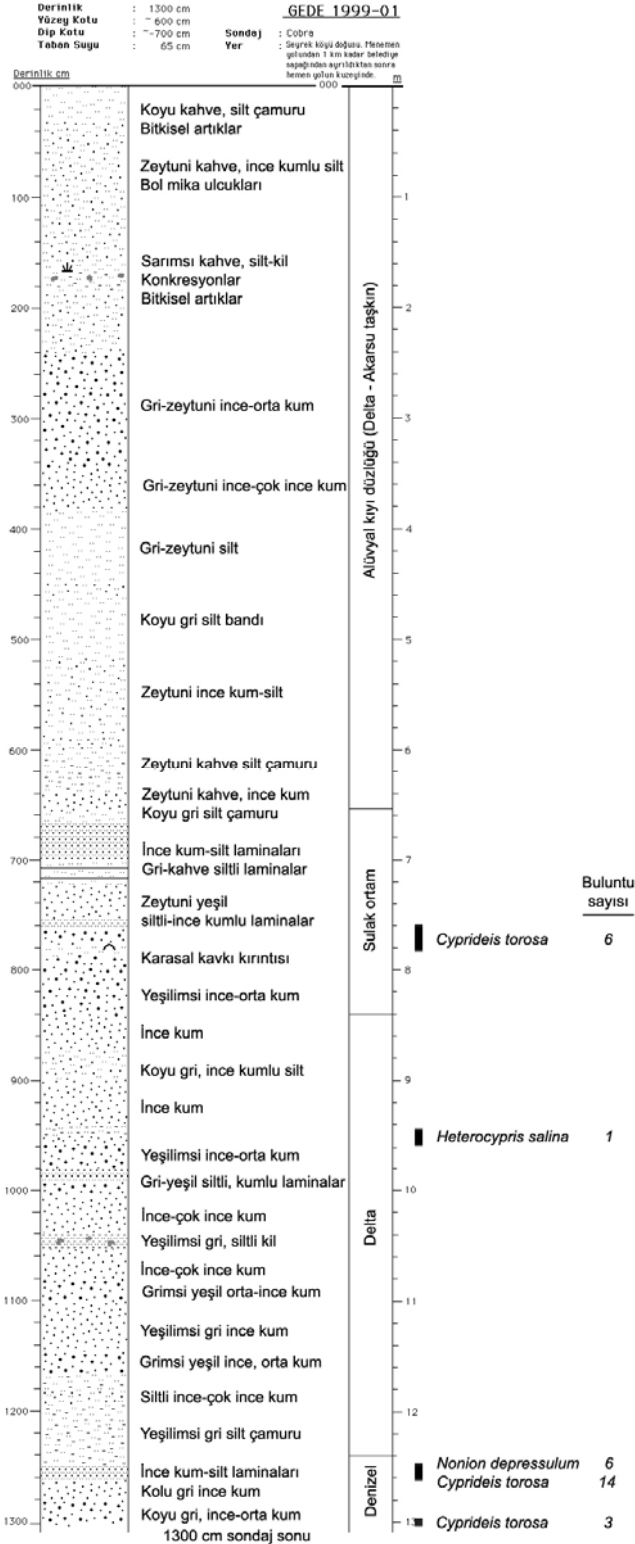 Derinlik : 1300 cm
GEDE 1999-01
Yüzey Kotu : ~ 600 cm
Dip Kotu : ~-700 cm
Sondaj : Cobra
Taban Suyu : 65 cm
Yer : Seyrek köyü doğusu. Menemen
yolundan 1 km kadar belediye
sapağından ayrıldıktan sonra
hemen yolun kuzeyinde.
Derinlik cm
m
000
000
Koyu kahve, silt çamuru
Bitkisel artıklar
Zeytuni kahve, ince kumlu silt
Bol mika ulcukları
100
1
Sarımsı kahve, silt-kil
Konkresyonlar
Bitkisel artıklar
200
2
Alüvyal kıyı düzlüğü (Delta - Akarsu taşkın)
Gri-zeytuni ince-orta kum
300
3
Gri-zeytuni ince-çok ince kum
400
4
Gri-zeytuni silt
Koyu gri silt bandı
500
5
Zeytuni ince kum-silt
600
6
Zeytuni kahve silt çamuru
Zeytuni kahve, ince kum
Koyu gri silt çamuru
İnce kum-silt laminaları
700
7
Gri-kahve siltli laminalar
Sulak ortam
Buluntu
sayısı
Zeytuni yeşil
siltli-ince kumlu laminalar
Cyprideis torosa 6
Karasal kavkı kırıntısı
800
8
Yeşilimsi ince-orta kum
İnce kum
Koyu gri, ince kumlu silt
900
9
İnce kum
Heterocypris salina 1
Yeşilimsi ince-orta kum
Gri-yeşil siltli, kumlu laminalar
1000
10
İnce-çok ince kum
Delta
Yeşilimsi gri, siltli kil
İnce-çok ince kum
Grimsi yeşil orta-ince kum
1100
11
Yeşilimsi gri ince kum
Grimsi yeşil ince, orta kum
Siltli ince-çok ince kum
1200
12
Yeşilimsi gri silt çamuru
Denizel
Nonion depressulum 6
İnce kum-silt laminaları
Cyprideis torosa 14
Kolu gri ince kum
Koyu gri, ince-orta kum
1300
13
Cyprideis torosa 3
1300 cm sondaj sonu